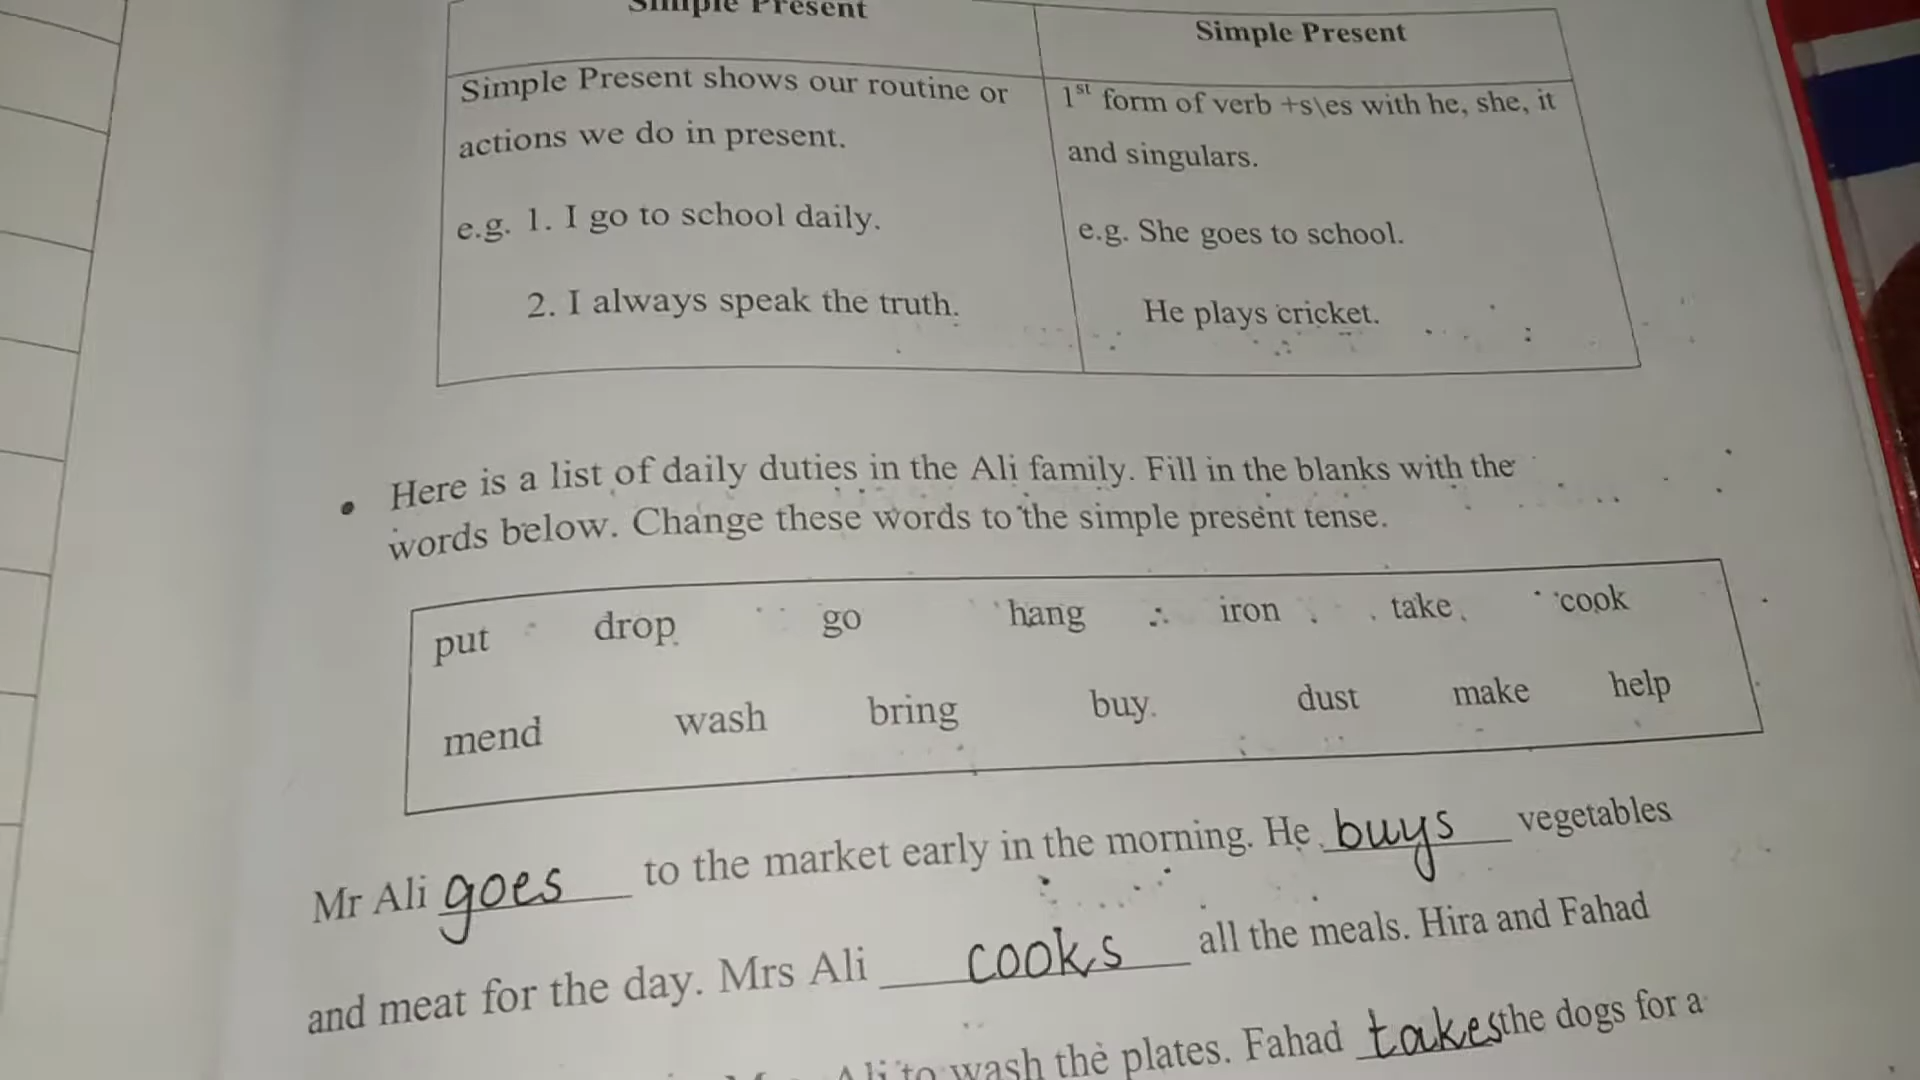 Simple Present
Simple Present
Simple Present shows our routine or
actions we do in present.
e.g. 1. I go to school daily.
2. I always speak the truth.
1st form of verb +s\es with he, she, it
and singulars.
e.g. She goes to school.
He plays cricket.
• Here is a list of daily duties in the Ali family. Fill in the blanks with the
words below. Change these words to the simple present tense.
put drop go hang iron take cook
mend wash bring buy dust make help
Mr Ali goes to the market early in the morning. He buys vegetables
and meat for the day. Mrs Ali cooks all the meals. Hira and Fahad
Ali to wash the plates. Fahad takes the dogs for a